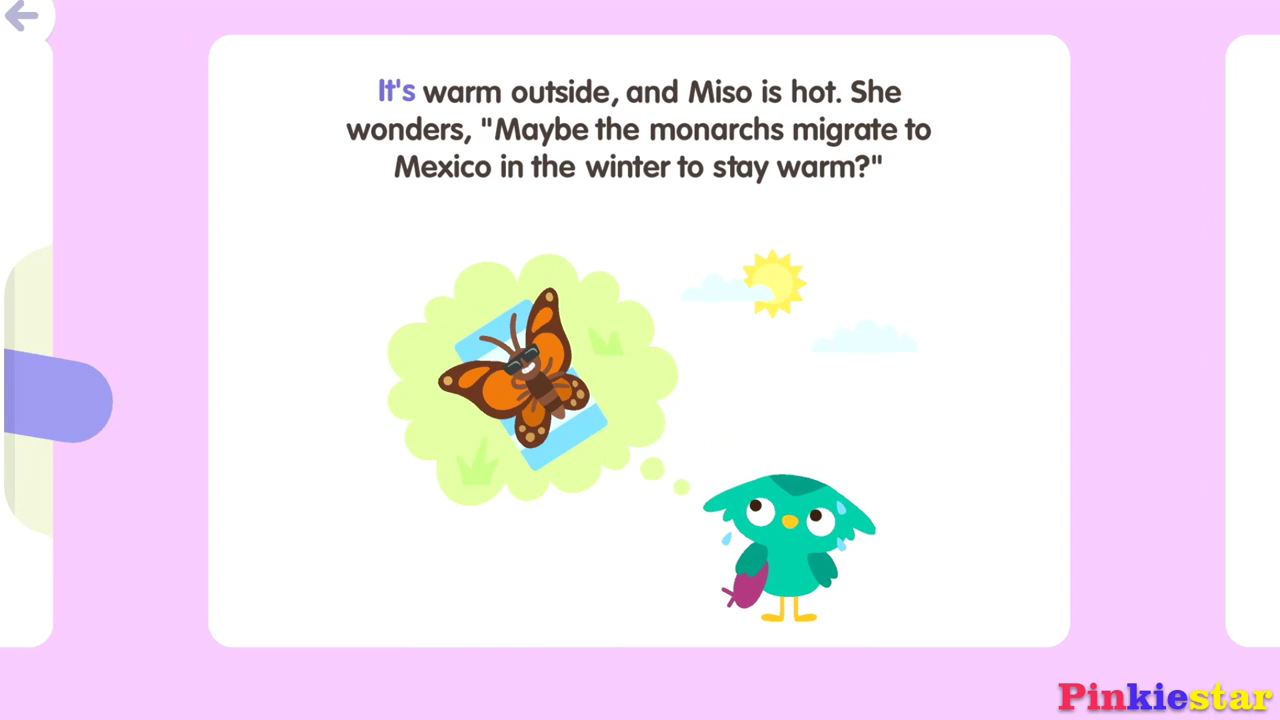 It's warm outside, and Miso is hot. She
wonders, "Maybe the monarchs migrate to
Mexico in the winter to stay warm?"
Pinkiestar